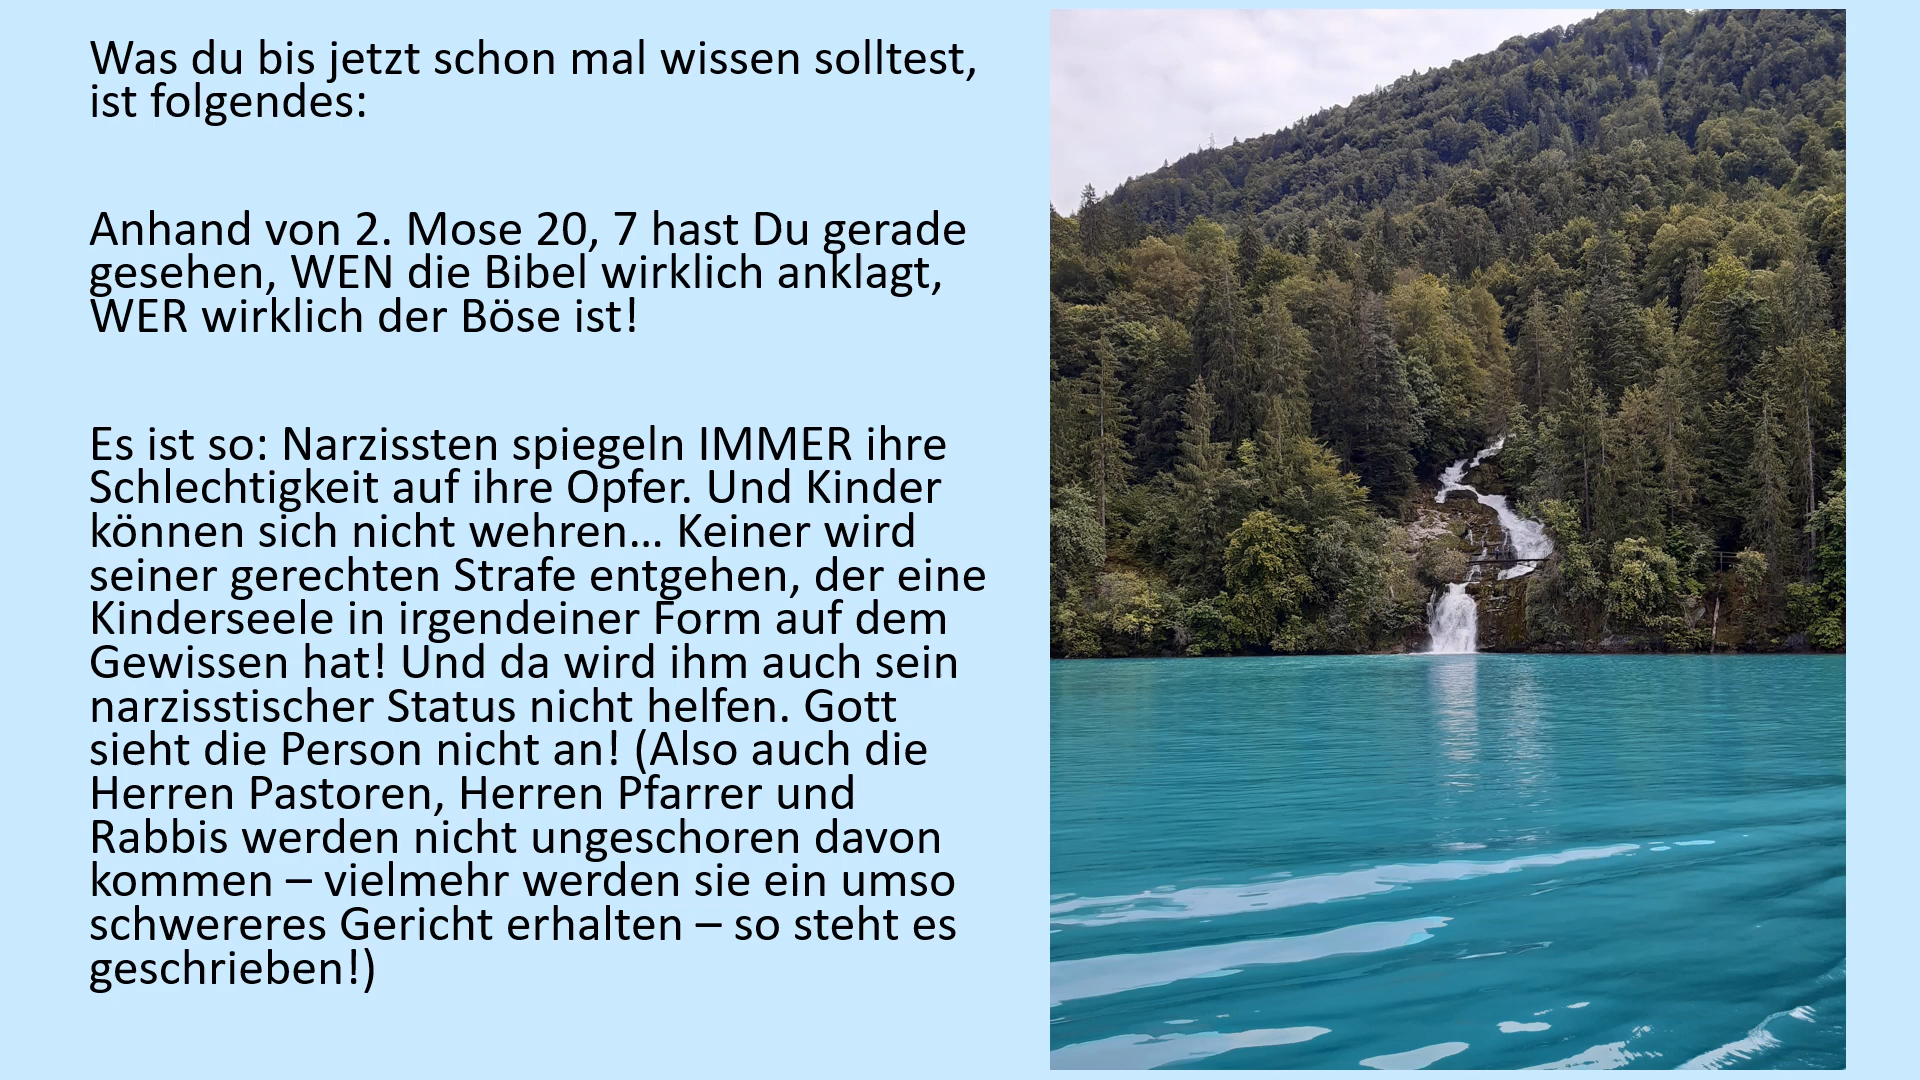 Was du bis jetzt schon mal wissen solltest,
ist folgendes:
Anhand von 2. Mose 20, 7 hast Du gerade
gesehen, WEN die Bibel wirklich anklagt,
WER wirklich der Böse ist!
Es ist so: Narzissten spiegeln IMMER ihre
Schlechtigkeit auf ihre Opfer. Und Kinder
können sich nicht wehren… Keiner wird
seiner gerechten Strafe entgehen, der eine
Kinderseele in irgendeiner Form auf dem
Gewissen hat! Und da wird ihm auch sein
narzisstischer Status nicht helfen. Gott
sieht die Person nicht an! (Also auch die
Herren Pastoren, Herren Pfarrer und
Rabbis werden nicht ungeschoren davon
kommen – vielmehr werden sie ein umso
schwereres Gericht erhalten – so steht es
geschrieben!)